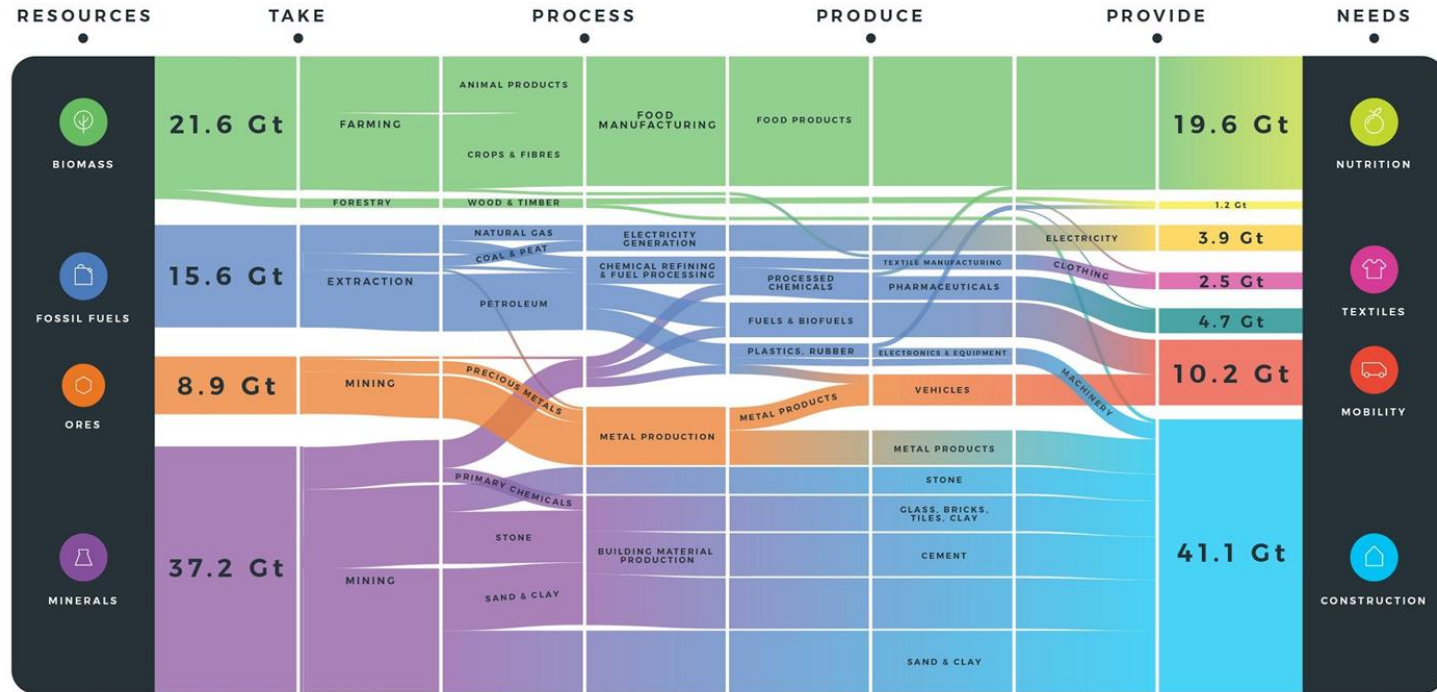 RESOURCES
TAKE
PROCESS
PRODUCE
PROVIDE
NEEDS
BIOMASS
FOSSIL FUELS
ORES
MINERALS
21.6 Gt
15.6 Gt
8.9 Gt
37.2 Gt
FARMING
FORESTRY
EXTRACTION
MINING
MINING
ANIMAL PRODUCTS
CROPS & FIBRES
WOOD & TIMBER
NATURAL GAS
COAL & PEAT
PETROLEUM
PRECIOUS METALS
PRIMARY CHEMICALS
STONE
SAND & CLAY
FOOD
MANUFACTURING
ELECTRICITY
GENERATION
CHEMICAL REFINING
& FUEL PROCESSING
METAL PRODUCTION
BUILDING MATERIAL
PRODUCTION
FOOD PRODUCTS
PROCESSED
CHEMICALS
FUELS & BIOFUELS
PLASTICS, RUBBER
METAL PRODUCTS
TEXTILE MANUFACTURING
PHARMACEUTICALS
ELECTRONICS & EQUIPMENT
VEHICLES
METAL PRODUCTS
STONE
GLASS, BRICKS,
TILES, CLAY
CEMENT
SAND & CLAY
ELECTRICITY
CLOTHING
MACHINERY
19.6 Gt
1.2 Gt
3.9 Gt
2.5 Gt
4.7 Gt
10.2 Gt
41.1 Gt
NUTRITION
TEXTILES
MOBILITY
CONSTRUCTION